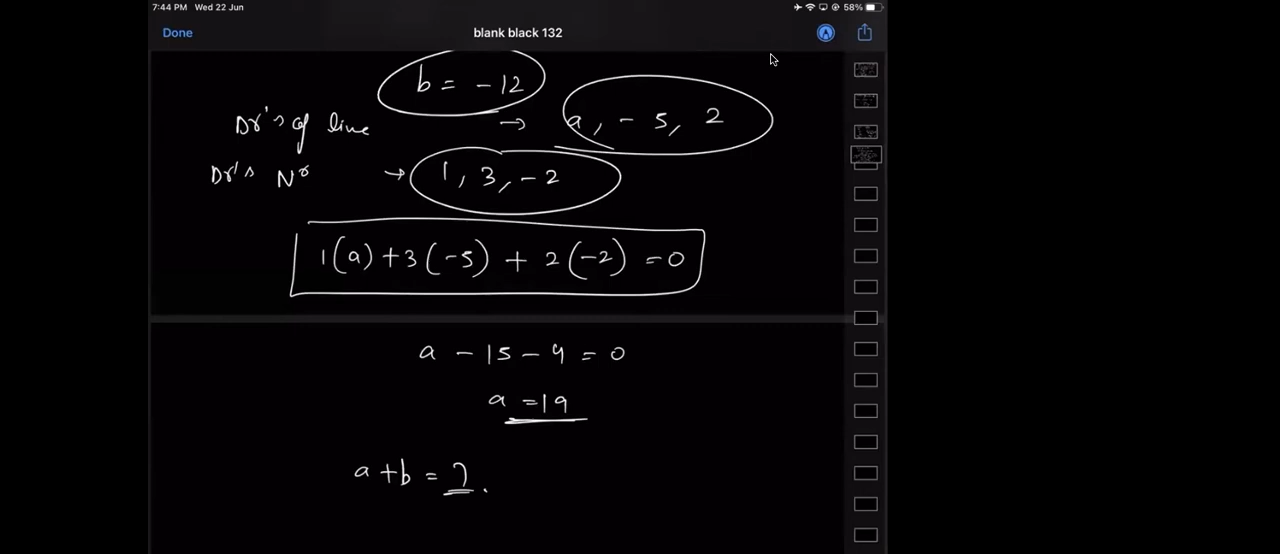 7:44 PM Wed 22 Jun
58%
Done
blank black 132
b = -12
Dr's of line → a, -5, 2
Dr's Nr → 1, 3, -2
1(a) + 3(-5) + 2(-2) = 0
a - 15 - 4 = 0
a = 19
a + b = 7.